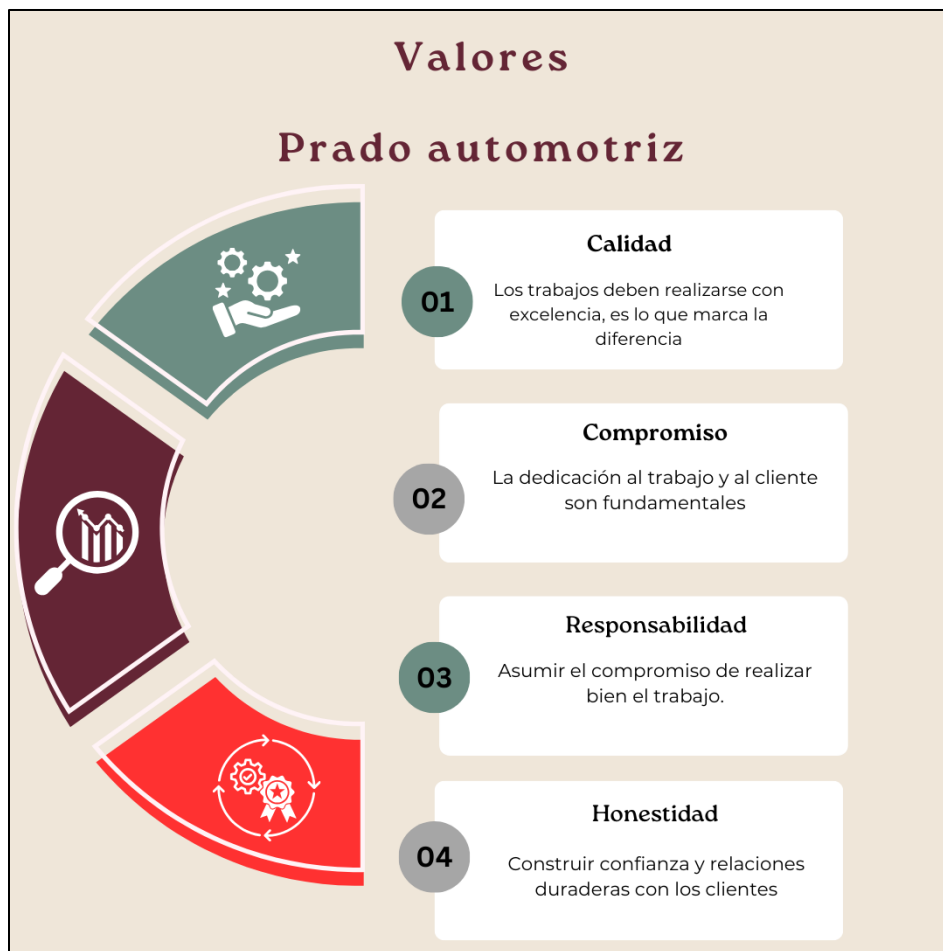 Valores
Prado automotriz
01
Calidad
Los trabajos deben realizarse con
excelencia, es lo que marca la
diferencia
02
Compromiso
La dedicación al trabajo y al cliente
son fundamentales
03
Responsabilidad
Asumir el compromiso de realizar
bien el trabajo.
04
Honestidad
Construir confianza y relaciones
duraderas con los clientes